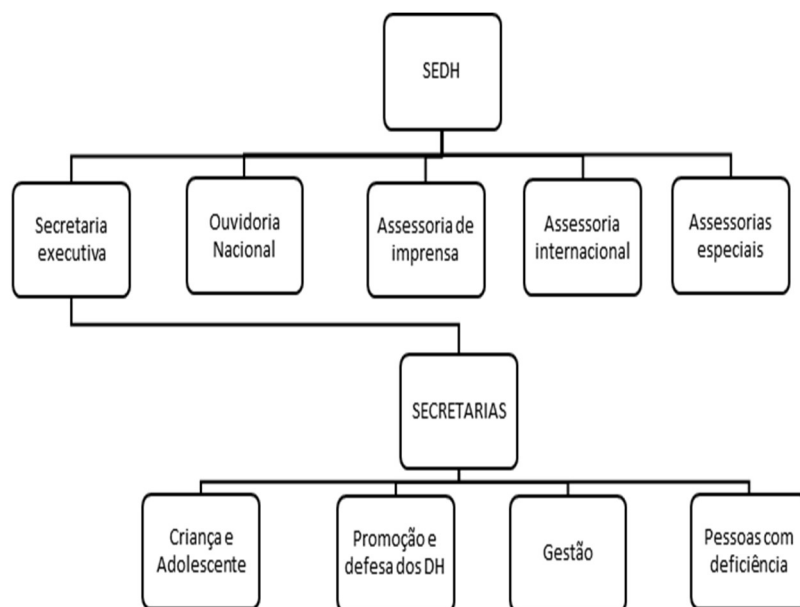 SEDH
Secretaria
executiva
Ouvidoria
Nacional
Assessoria de
imprensa
Assessoria
internacional
Assessorias
especiais
SECRETARIAS
Criança e
Adolescente
Promoção e
defesa dos DH
Gestão
Pessoas com
deficiência